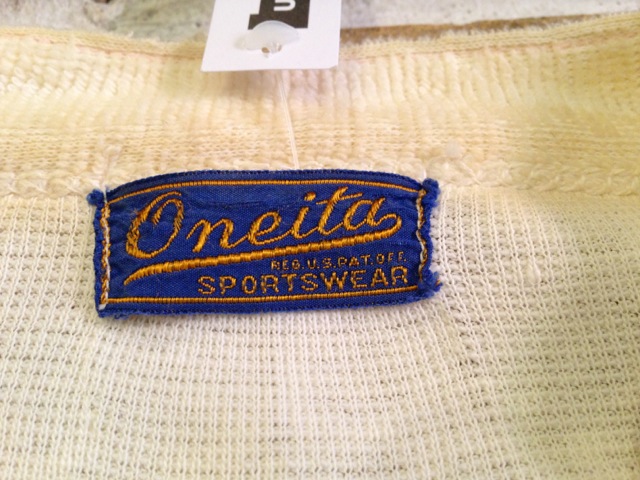 Oneita
REG. U.S. PAT. OFF.
SPORTSWEAR